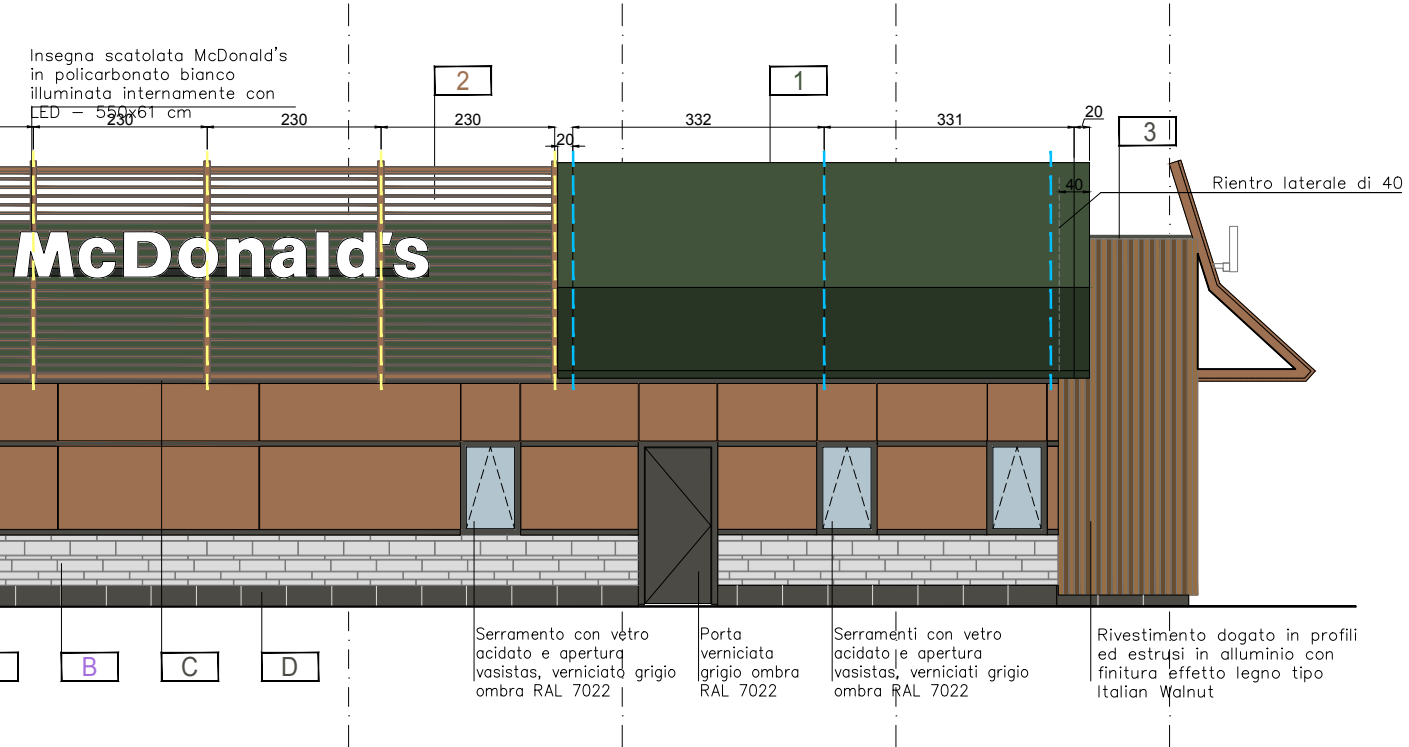 Insegna scatolata McDonald's
in policarbonato bianco
illuminata internamente con
LED – 550x61 cm
2
1
3
230
230
230
20
332
331
20
40
Rientro laterale di 40
McDonald's
B
C
D
Serramento con vetro
acidato e apertura
vasistas, verniciato grigio
ombra RAL 7022
Porta
verniciata
grigio ombra
RAL 7022
Serramenti con vetro
acidato e apertura
vasistas, verniciati grigio
ombra RAL 7022
Rivestimento dogato in profili
ed estrusi in alluminio con
finitura effetto legno tipo
Italian Walnut